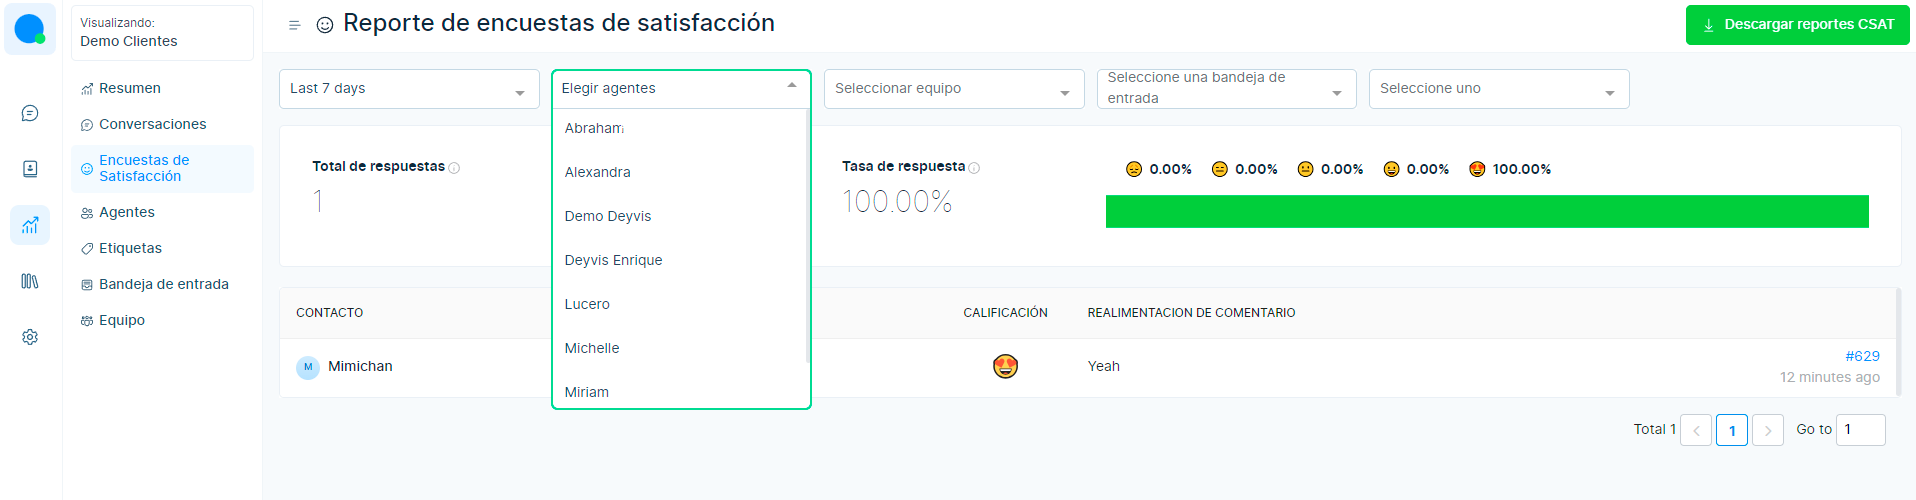 Visualizando:
Demo Clientes
Resumen
Conversaciones
Encuestas de
Satisfacción
Agentes
Etiquetas
Bandeja de entrada
Equipo
Reporte de encuestas de satisfacción
Descargar reportes CSAT
Last 7 days
Elegir agentes
Seleccionar equipo
Seleccione una bandeja de
entrada
Seleccione uno
Abraham
Alexandra
Demo Deyvis
Deyvis Enrique
Lucero
Michelle
Miriam
Total de respuestas
1
Tasa de respuesta
100.00%
0.00% 0.00% 0.00% 0.00% 100.00%
CONTACTO CALIFICACIÓN REALIMENTACION DE COMENTARIO
M Mimichan Yeah
#629
12 minutes ago
Total 1 1 Go to 1